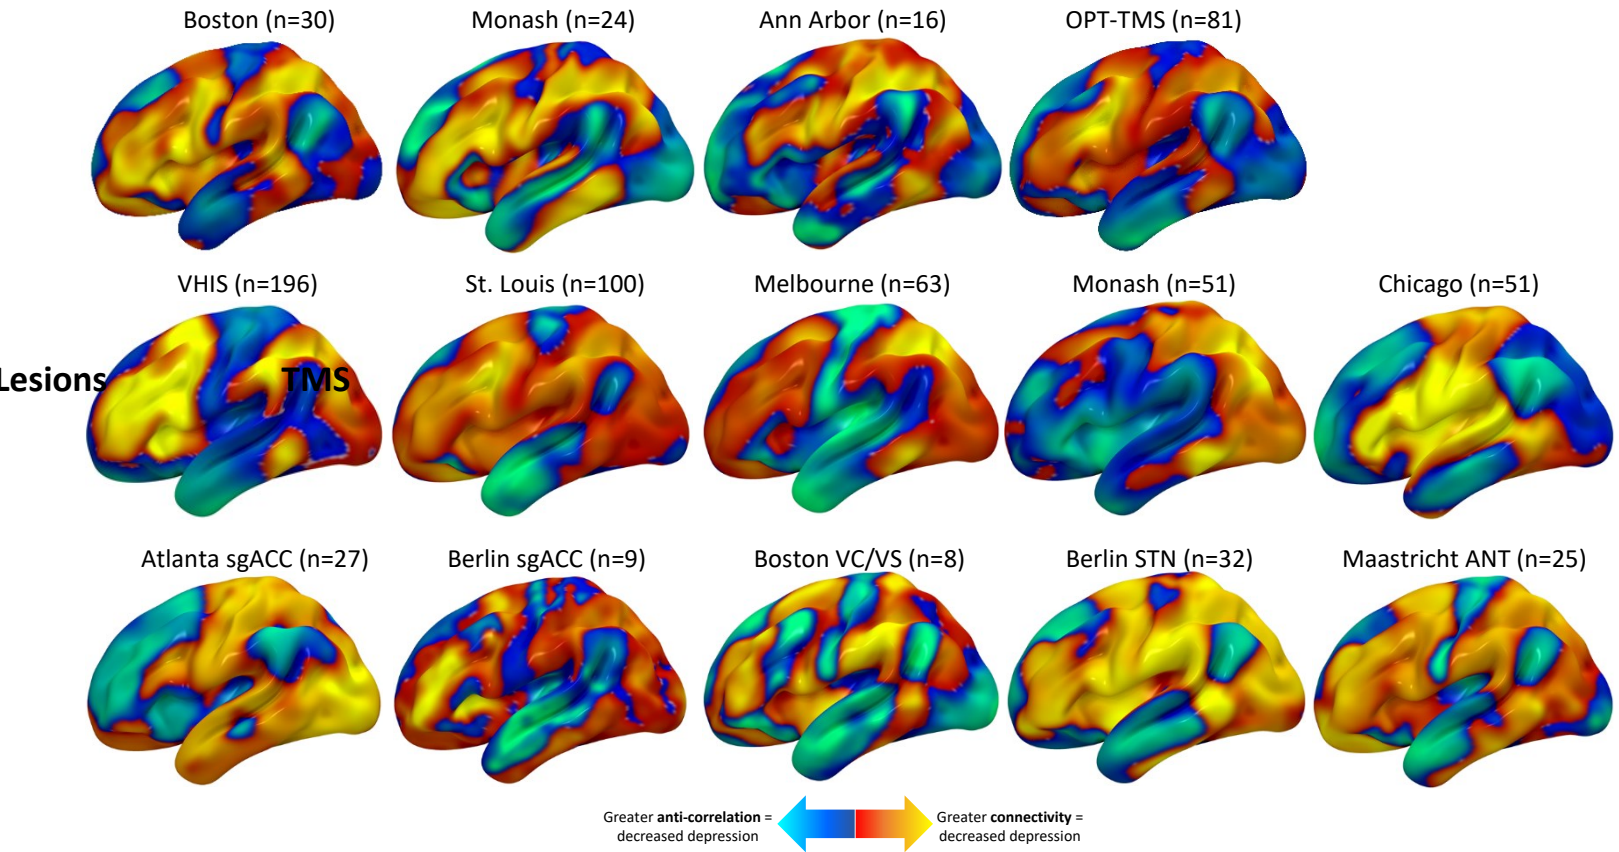 Boston (n=30)
Monash (n=24)
Ann Arbor (n=16)
OPT-TMS (n=81)
VHIS (n=196)
St. Louis (n=100)
Melbourne (n=63)
Monash (n=51)
Chicago (n=51)
Lesions
TMS
Atlanta sgACC (n=27)
Berlin sgACC (n=9)
Boston VC/VS (n=8)
Berlin STN (n=32)
Maastricht ANT (n=25)
Greater anti-correlation =
decreased depression
Greater connectivity =
decreased depression